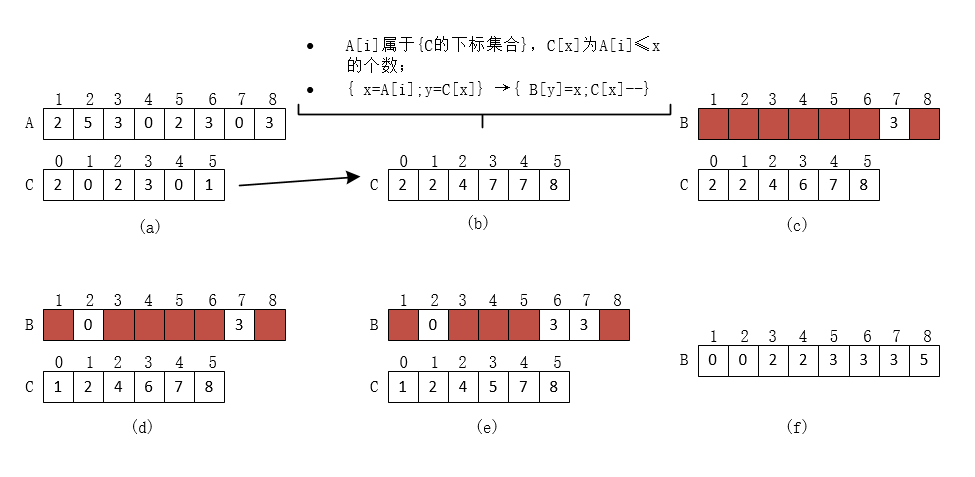 • A[i]属于{C的下标集合}, C[x]为A[i]≤x
的个数;
• { x=A[i];y=C[x]} →{ B[y]=x;C[x]--}
1 2 3 4 5 6 7 8
A 2 5 3 0 2 3 0 3
0 1 2 3 4 5
C 2 0 2 3 0 1
(a)
0 1 2 3 4 5
C 2 2 4 7 7 8
(b)
1 2 3 4 5 6 7 8
B 3
0 1 2 3 4 5
C 2 2 4 6 7 8
(c)
1 2 3 4 5 6 7 8
B 0 3
0 1 2 3 4 5
C 1 2 4 6 7 8
(d)
1 2 3 4 5 6 7 8
B 0 3 3
0 1 2 3 4 5
C 1 2 4 5 7 8
(e)
1 2 3 4 5 6 7 8
B 0 0 2 2 3 3 3 5
(f)